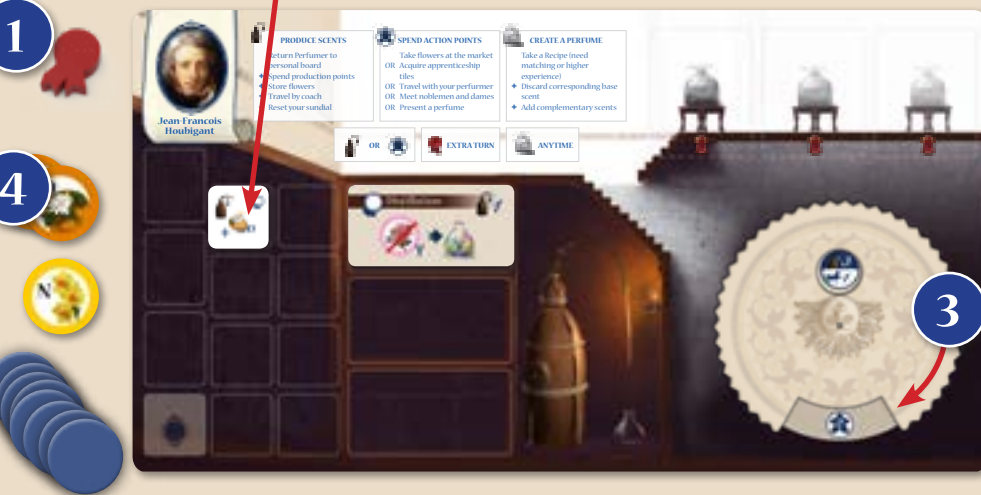 1
4
N
3
Jean-Francois
Houbigant
PRODUCE SCENTS
Return Perfumer to
personal board
✦ Spend production points
✦ Store flowers
✦ Travel by coach
Reset your sundial
SPEND ACTION POINTS
Take flowers at the market
OR Acquire apprenticeship
tiles
OR Travel with your perfumer
OR Meet noblemen and dames
OR Present a perfume
CREATE A PERFUME
Take a Recipe (need
matching or higher
experience)
✦ Discard corresponding base
scent
✦ Add complementary scents
OR
EXTRA TURN
ANYTIME